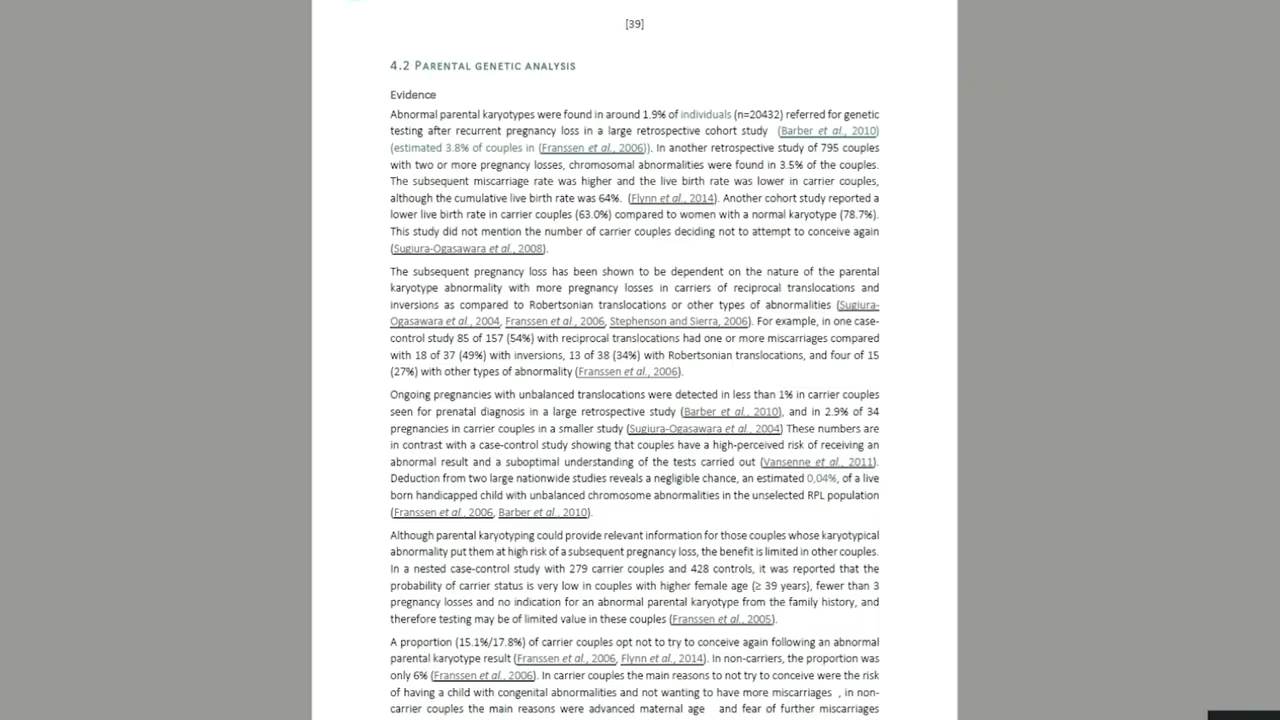 [39]
4.2 PARENTAL GENETIC ANALYSIS
Evidence
Abnormal parental karyotypes were found in around 1.9% of individuals (n=20432) referred for genetic
testing after recurrent pregnancy loss in a large retrospective cohort study (Barber et al., 2010)
(estimated 3.8% of couples in (Franssen et al., 2006)). In another retrospective study of 795 couples
with two or more pregnancy losses, chromosomal abnormalities were found in 3.5% of the couples.
The subsequent miscarriage rate was higher and the live birth rate was lower in carrier couples,
although the cumulative live birth rate was 64%. (Flynn et al., 2014). Another cohort study reported a
lower live birth rate in carrier couples (63.0%) compared to women with a normal karyotype (78.7%).
This study did not mention the number of carrier couples deciding not to attempt to conceive again
(Sugiura-Ogasawara et al., 2008).
The subsequent pregnancy loss has been shown to be dependent on the nature of the parental
karyotype abnormality with more pregnancy losses in carriers of reciprocal translocations and
inversions as compared to Robertsonian translocations or other types of abnormalities (Sugiura-
Ogasawara et al., 2004, Franssen et al., 2006, Stephenson and Sierra, 2006). For example, in one case-
control study 85 of 157 (54%) with reciprocal translocations had one or more miscarriages compared
with 18 of 37 (49%) with inversions, 13 of 38 (34%) with Robertsonian translocations, and four of 15
(27%) with other types of abnormality (Franssen et al., 2006).
Ongoing pregnancies with unbalanced translocations were detected in less than 1% in carrier couples
seen for prenatal diagnosis in a large retrospective study (Barber et al., 2010), and in 2.9% of 34
pregnancies in carrier couples in a smaller study (Sugiura-Ogasawara et al., 2004) These numbers are
in contrast with a case-control study showing that couples have a high-perceived risk of receiving an
abnormal result and a suboptimal understanding of the tests carried out (Vansenne et al., 2011).
Deduction from two large nationwide studies reveals a negligible chance, an estimated 0,04%, of a live
born handicapped child with unbalanced chromosome abnormalities in the unselected RPL population
(Franssen et al., 2006, Barber et al., 2010).
Although parental karyotyping could provide relevant information for those couples whose karyotypical
abnormality put them at high risk of a subsequent pregnancy loss, the benefit is limited in other couples.
In a nested case-control study with 279 carrier couples and 428 controls, it was reported that the
probability of carrier status is very low in couples with higher female age (≥ 39 years), fewer than 3
pregnancy losses and no indication for an abnormal parental karyotype from the family history, and
therefore testing may be of limited value in these couples (Franssen et al., 2005).
A proportion (15.1%/17.8%) of carrier couples opt not to try to conceive again following an abnormal
parental karyotype result (Franssen et al., 2006, Flynn et al., 2014). In non-carriers, the proportion was
only 6% (Franssen et al., 2006). In carrier couples the main reasons to not try to conceive were the risk
of having a child with congenital abnormalities and not wanting to have more miscarriages , in non-
carrier couples the main reasons were advanced maternal age and fear of further miscarriages